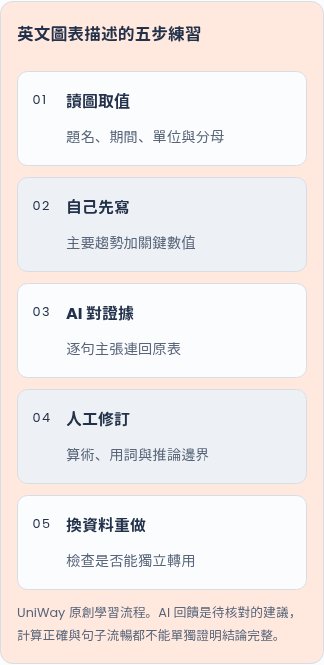 英文圖表描述的五步練習
01
讀圖取值
題名、期間、單位與分母
02
自己先寫
主要趨勢加關鍵數值
03
AI 對證據
逐句主張連回原表
04
人工修訂
算術、用詞與推論邊界
05
換資料重做
檢查是否能獨立轉用
UniWay 原創學習流程。AI 回饋是待核對的建議，
計算正確與句子流暢都不能單獨證明結論完整。